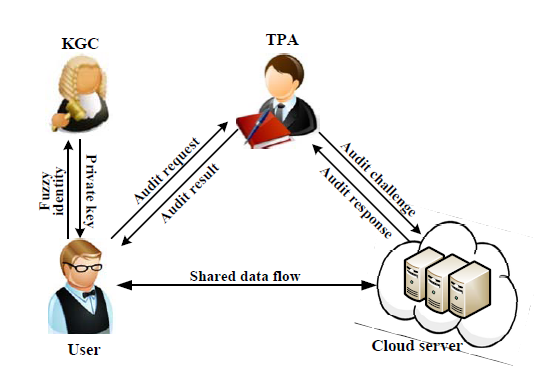 KGC
TPA
Fuzzy
identity
Private key
Audit request
Audit result
Audit challenge
Audit response
Shared data flow
User
Cloud server